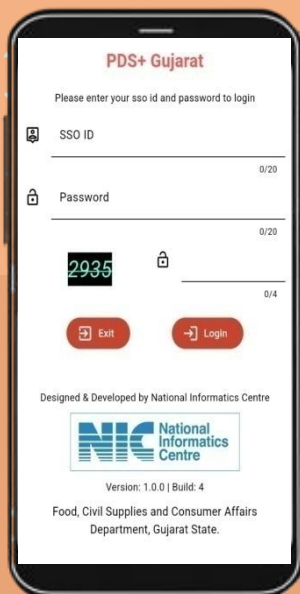 PDS+ Gujarat
Please enter your sso id and password to login
SSO ID
0/20
Password
0/20
2935
0/4
Exit
Login
Designed & Developed by National Informatics Centre
NIC National
Informatics
Centre
Version: 1.0.0 | Build: 4
Food, Civil Supplies and Consumer Affairs
Department, Gujarat State.